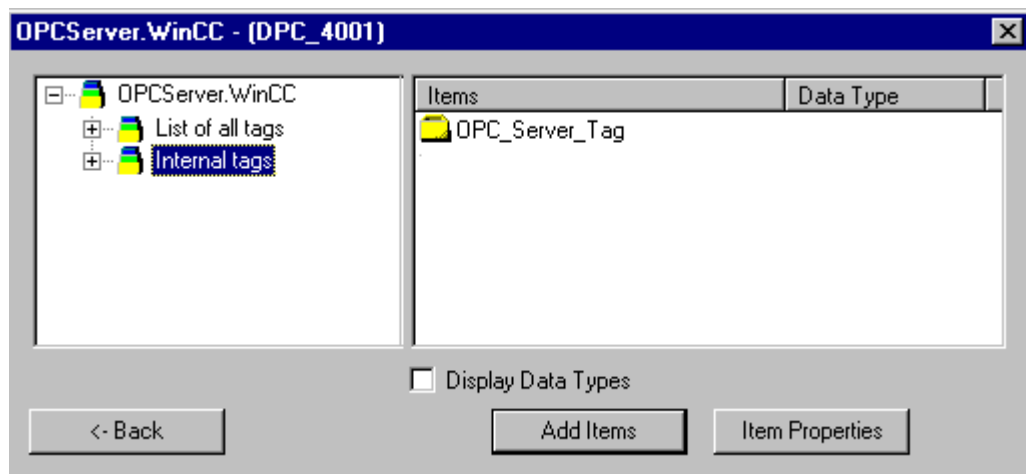 OPCServer.WinCC - (DPC_4001)
OPCServer.WinCC
List of all tags
Internal tags
Items Data Type
OPC_Server_Tag
Display Data Types
<- Back Add Items Item Properties